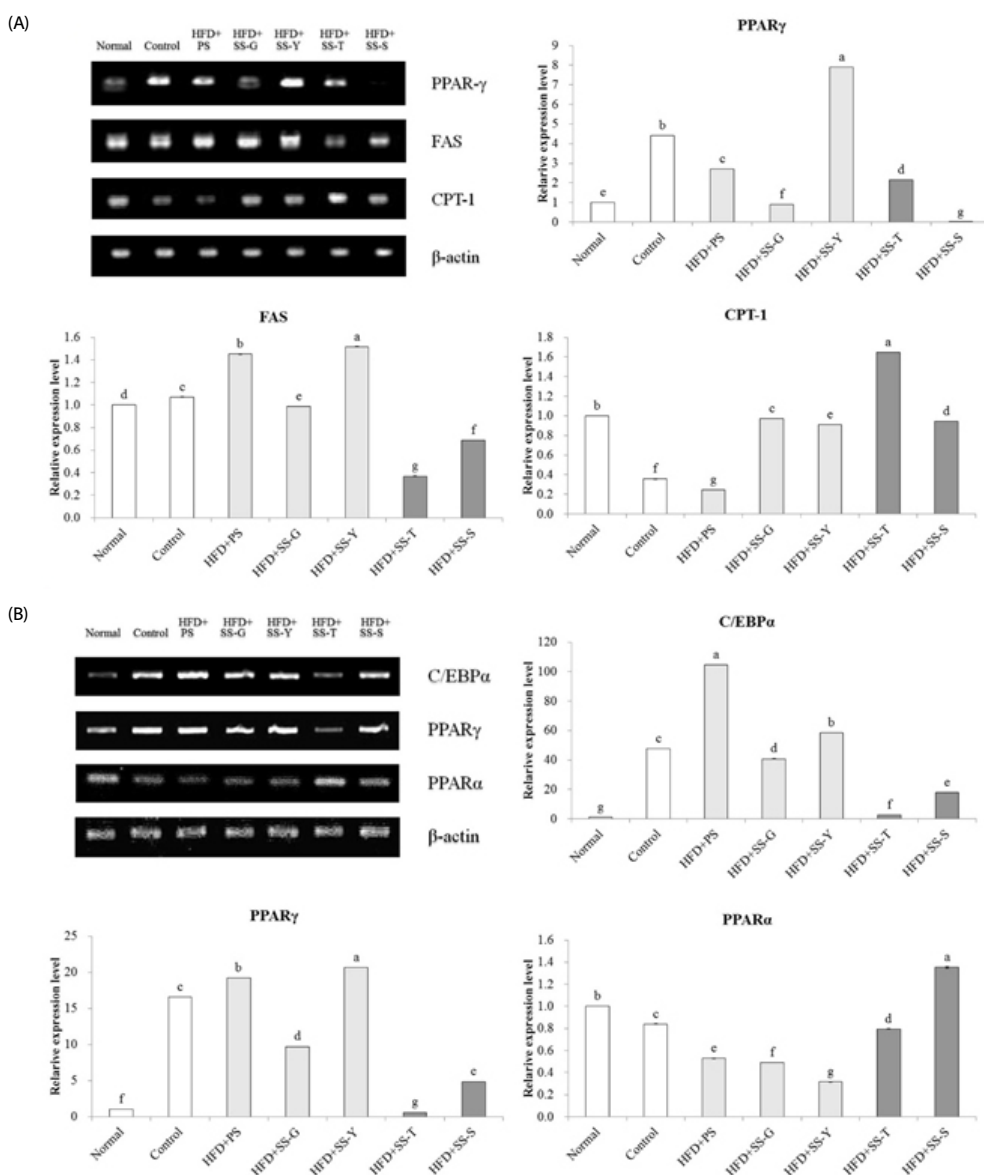 (A)
Normal Control HFD+ PS HFD+ SS-G HFD+ SS-Y HFD+ SS-T HFD+ SS-S
PPAR-γ
FAS
CPT-1
β-actin
PPARγ
Relarive expression level
9
8
7
6
5
4
3
2
1
0
e
b
c
f
a
d
g
Normal Control HFD+PS HFD+SS-G HFD+SS-Y HFD+SS-T HFD+SS-S
FAS
Relative expression level
1.6
1.4
1.2
1.0
0.8
0.6
0.4
0.2
0.0
d
c
b
e
a
g
f
Normal Control HFD+PS HFD+SS-G HFD+SS-Y HFD+SS-T HFD+SS-S
CPT-1
Relarive expression level
1.8
1.6
1.4
1.2
1.0
0.8
0.6
0.4
0.2
0.0
b
f
g
c
e
a
d
Normal Control HFD+PS HFD+SS-G HFD+SS-Y HFD+SS-T HFD+SS-S
(B)
Normal Control HFD+ PS HFD+ SS-G HFD+ SS-Y HFD+ SS-T HFD+ SS-S
C/EBPα
PPARγ
PPARα
β-actin
C/EBPα
Relarive expression level
120
100
80
60
40
20
0
g
c
a
d
b
f
e
Normal Control HFD+PS HFD+SS-G HFD+SS-Y HFD+SS-T HFD+SS-S
PPARγ
Relarive expression level
25
20
15
10
5
0
f
c
b
d
a
g
e
Normal Control HFD+PS HFD+SS-G HFD+SS-Y HFD+SS-T HFD+SS-S
PPARα
Relarive expression level
1.6
1.4
1.2
1.0
0.8
0.6
0.4
0.2
0.0
b
c
e
f
g
d
a
Normal Control HFD+PS HFD+SS-G HFD+SS-Y HFD+SS-T HFD+SS-S